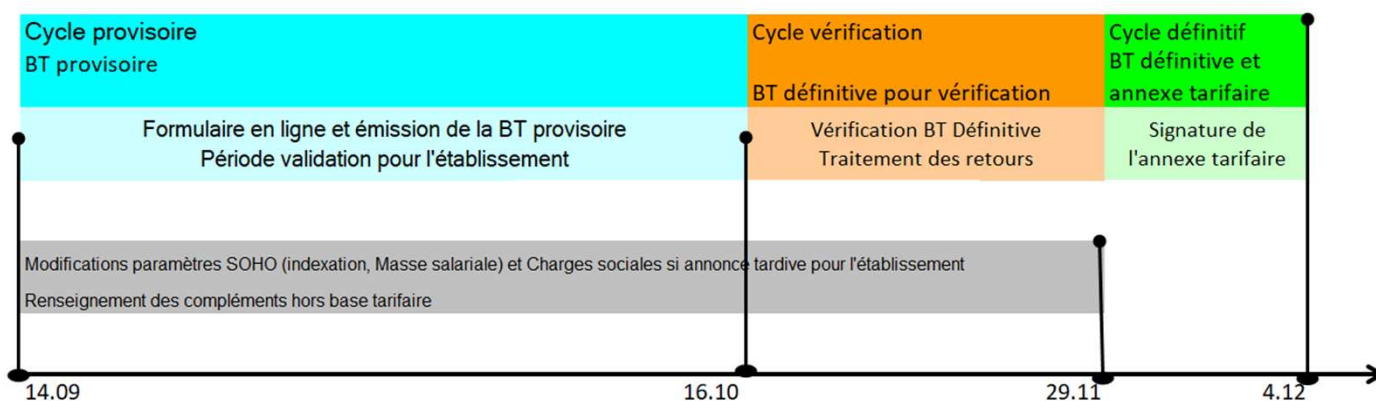 Cycle provisoire
BT provisoire
Cycle vérification
BT définitive pour vérification
Cycle définitif
BT définitive et
annexe tarifaire
Formulaire en ligne et émission de la BT provisoire
Période validation pour l'établissement
Vérification BT Définitive
Traitement des retours
Signature de
l'annexe tarifaire
Modifications paramètres SOHO (indexation, Masse salariale) et Charges sociales si annonce tardive pour l'établissement
Renseignement des compléments hors base tarifaire
14.09
16.10
29.11
4.12